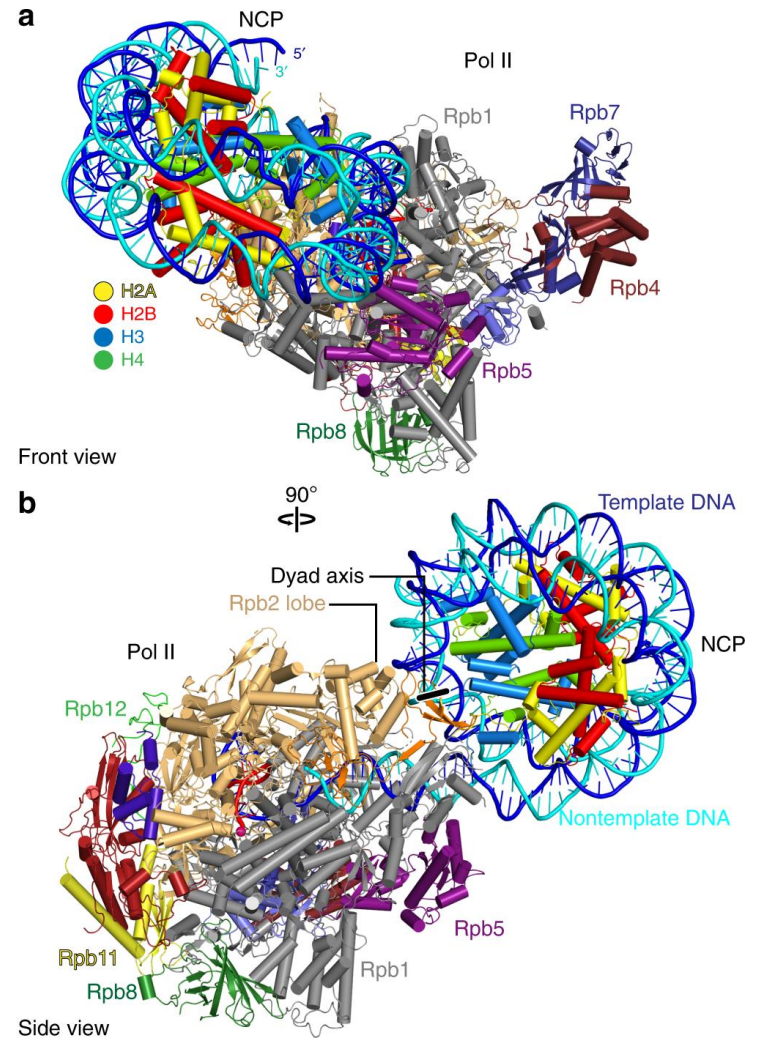 a
NCP
5′
3′
Pol II
Rpb1
Rpb7
Rpb4
H2A
H2B
H3
H4
Rpb5
Rpb8
Front view
b
90°
Template DNA
Dyad axis
Rpb2 lobe
Pol II
NCP
Rpb12
Nontemplate DNA
Rpb5
Rpb11
Rpb1
Rpb8
Side view